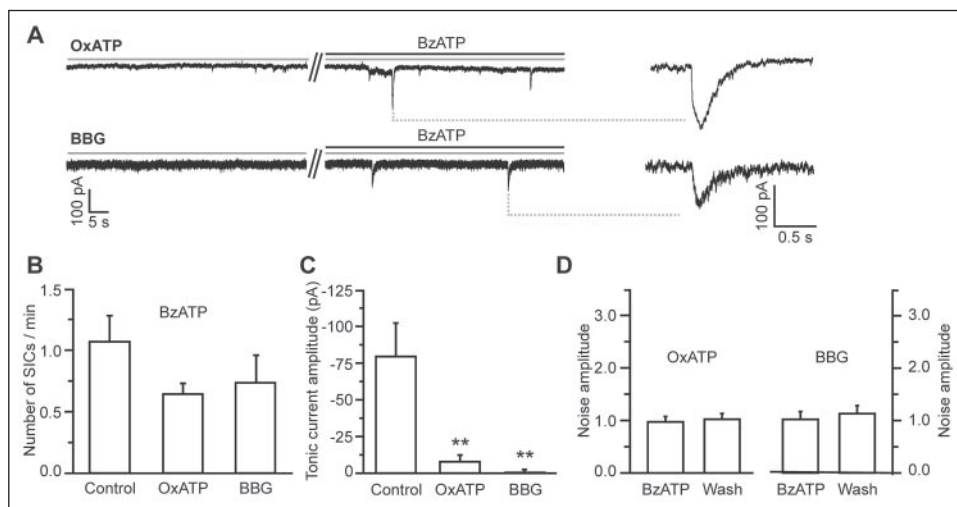 A
OxATP
BzATP
BBG
BzATP
100 pA
5 s
100 pA
0.5 s
B
Number of SICs / min
1.5
1.0
0.5
0.0
BzATP
Control OxATP BBG
C
Tonic current amplitude (pA)
-125
-100
-75
-50
-25
0
**
**
Control OxATP BBG
D
Noise amplitude
3.0
2.0
1.0
0.0
OxATP
BzATP Wash
BBG
BzATP Wash
3.0
2.0
1.0
0.0
Noise amplitude